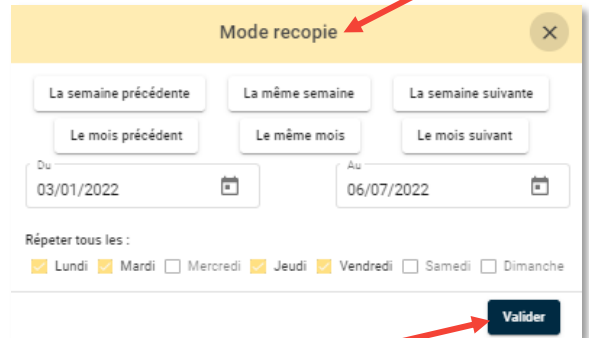 Mode recopie
La semaine précédente La même semaine La semaine suivante
Le mois précédent Le même mois Le mois suivant
Du Au
03/01/2022 06/07/2022
Répeter tous les :
Lundi Mardi Mercredi Jeudi Vendredi Samedi Dimanche
Valider